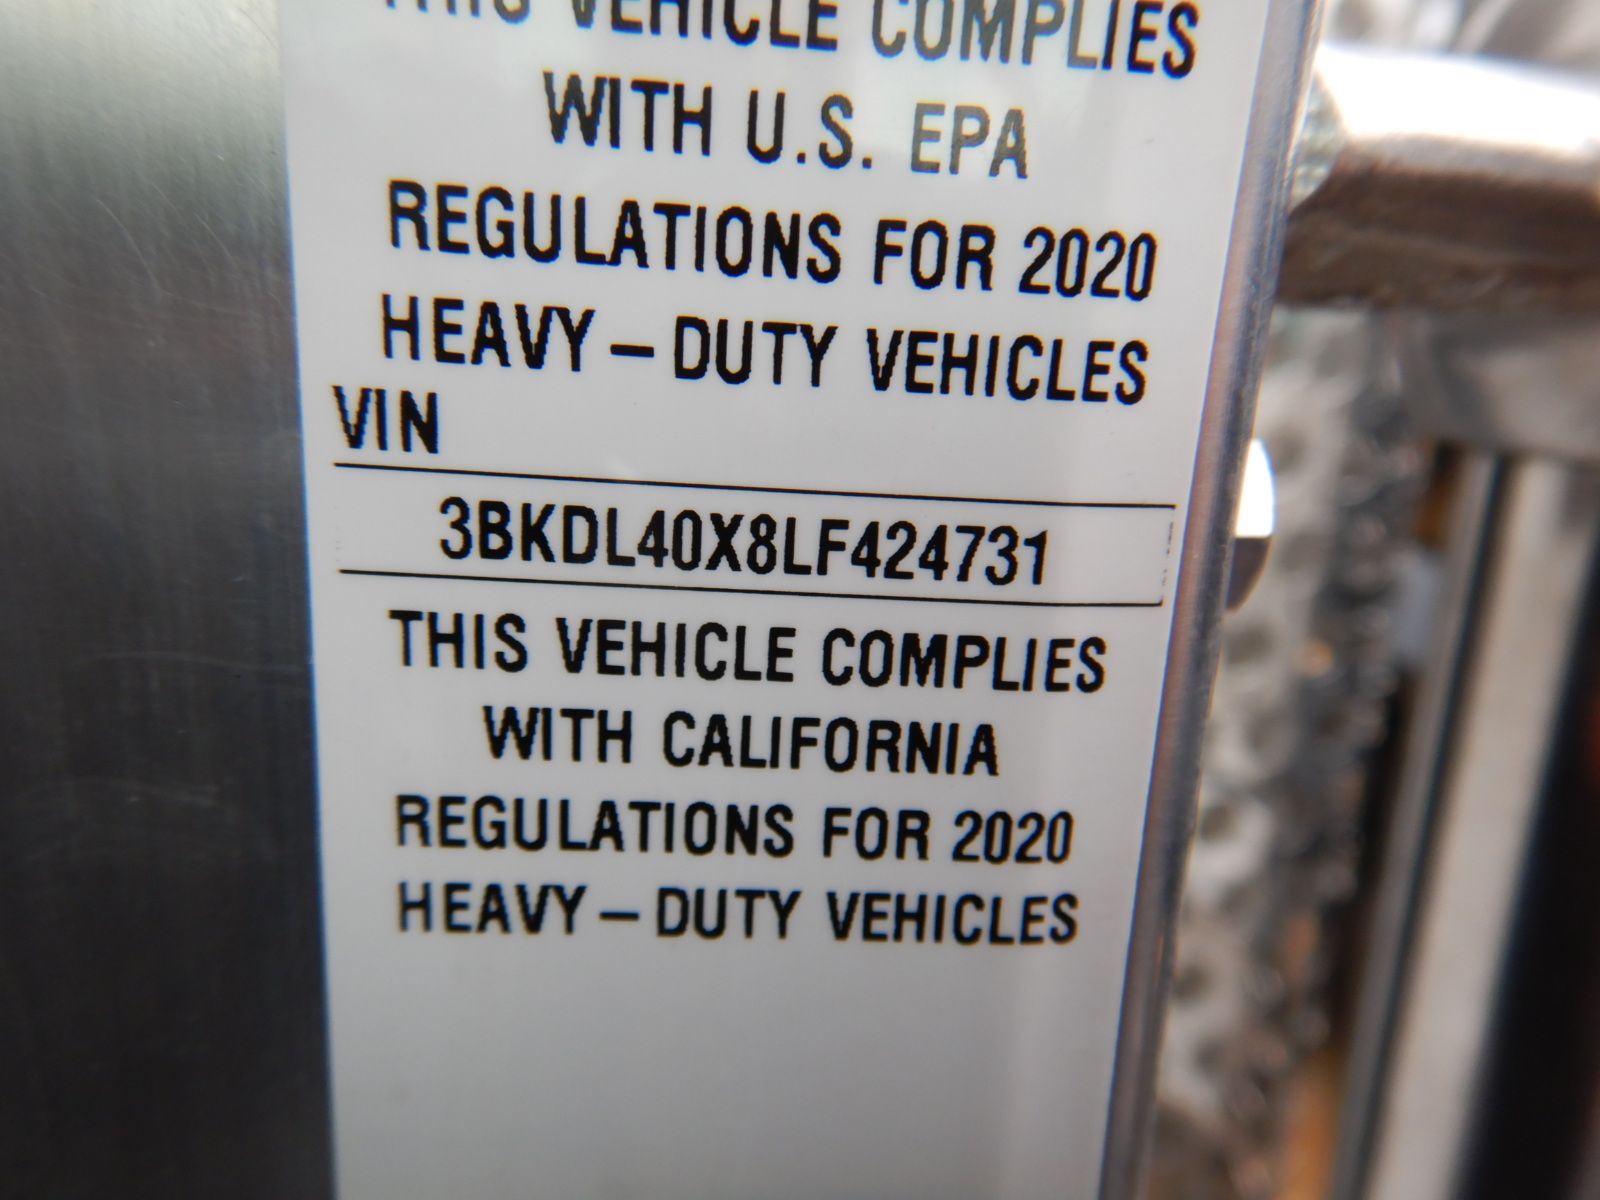 THIS VEHICLE COMPLIES
WITH U.S. EPA
REGULATIONS FOR 2020
HEAVY-DUTY VEHICLES
VIN
3BKDL40X8LF424731
THIS VEHICLE COMPLIES
WITH CALIFORNIA
REGULATIONS FOR 2020
HEAVY-DUTY VEHICLES